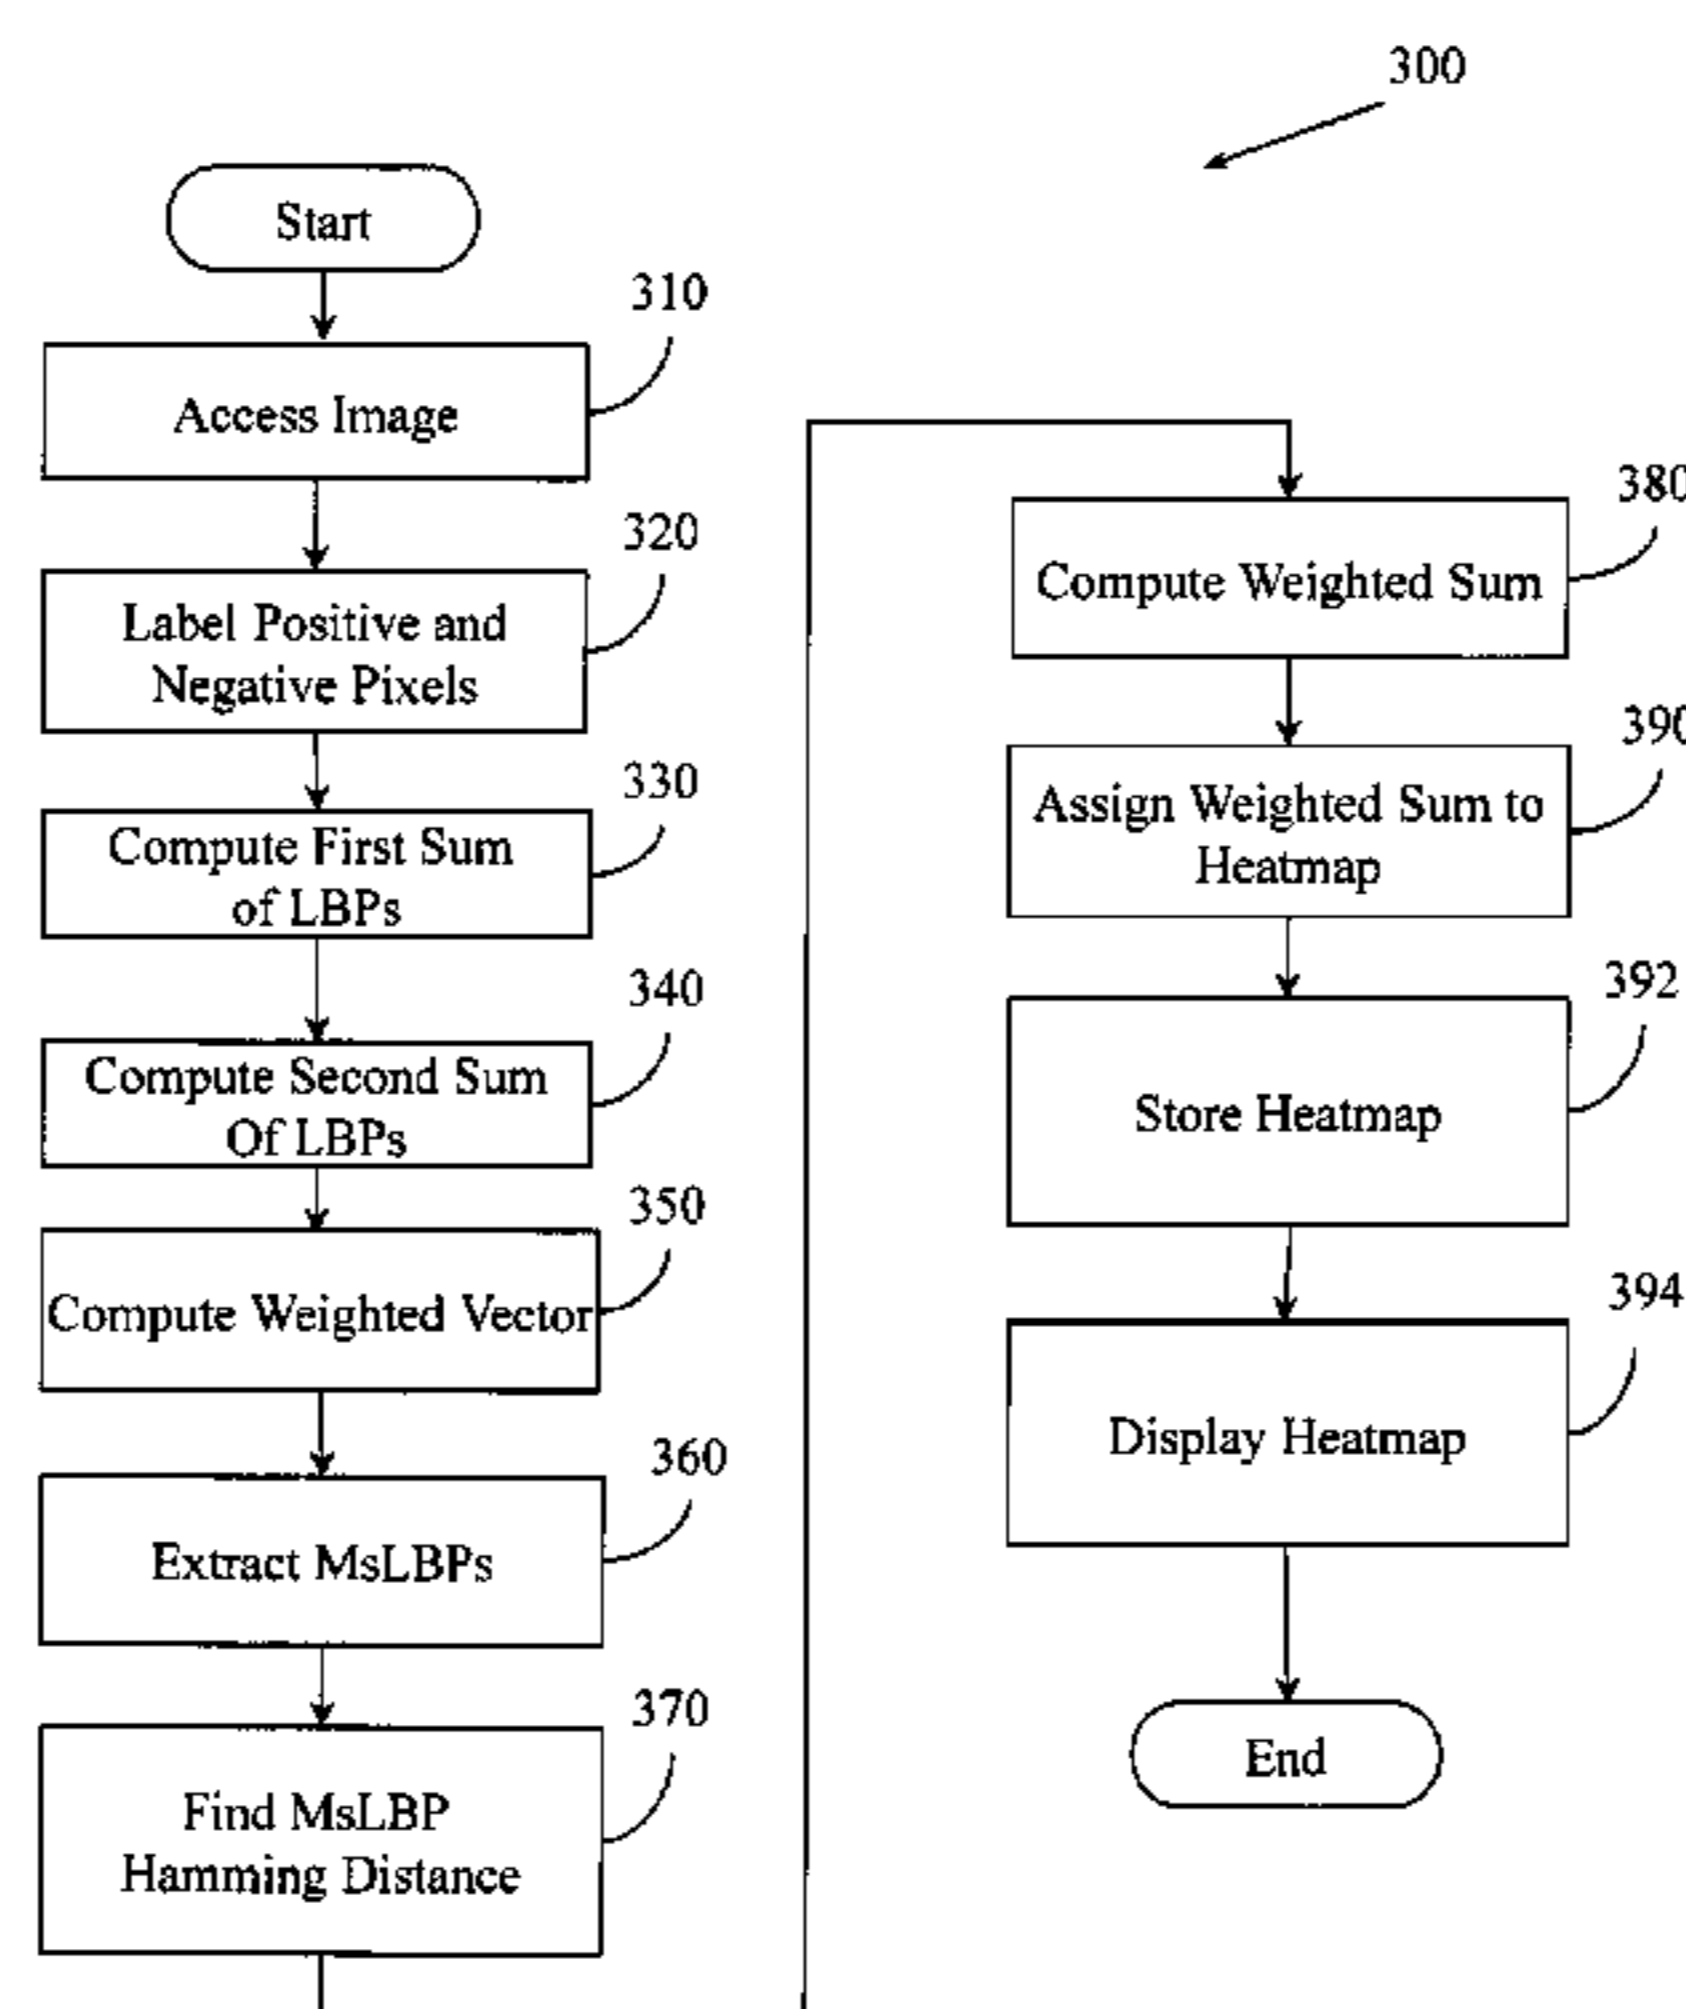 300
Start
310
Access Image
320
Label Positive and
Negative Pixels
330
Compute First Sum
of LBPs
340
Compute Second Sum
Of LBPs
350
Compute Weighted Vector
360
Extract MsLBPs
370
Find MsLBP
Hamming Distance
380
Compute Weighted Sum
390
Assign Weighted Sum to
Heatmap
392
Store Heatmap
394
Display Heatmap
End